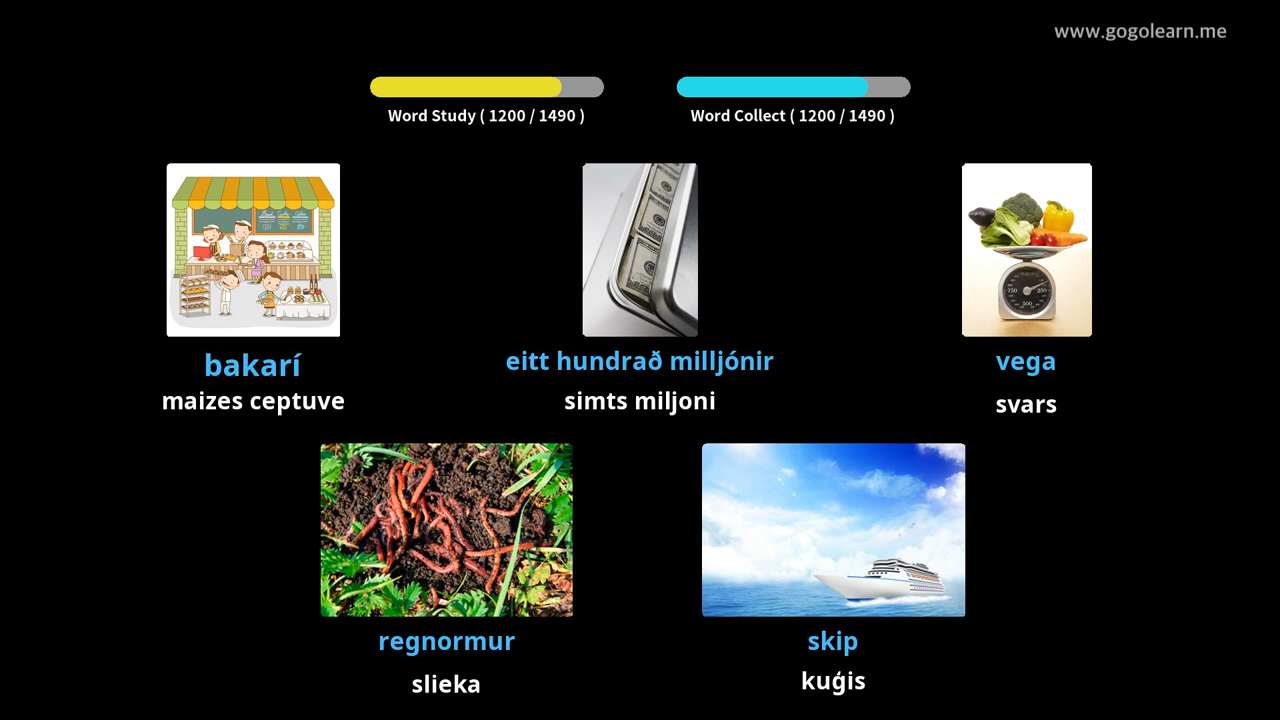 www.gogolearn.me
Word Study ( 1200 / 1490 )
Word Collect ( 1200 / 1490 )
bakarí
maizes ceptuve
eitt hundrað milljónir
simts miljoni
vega
svars
regnormur
slieka
skip
kuģis